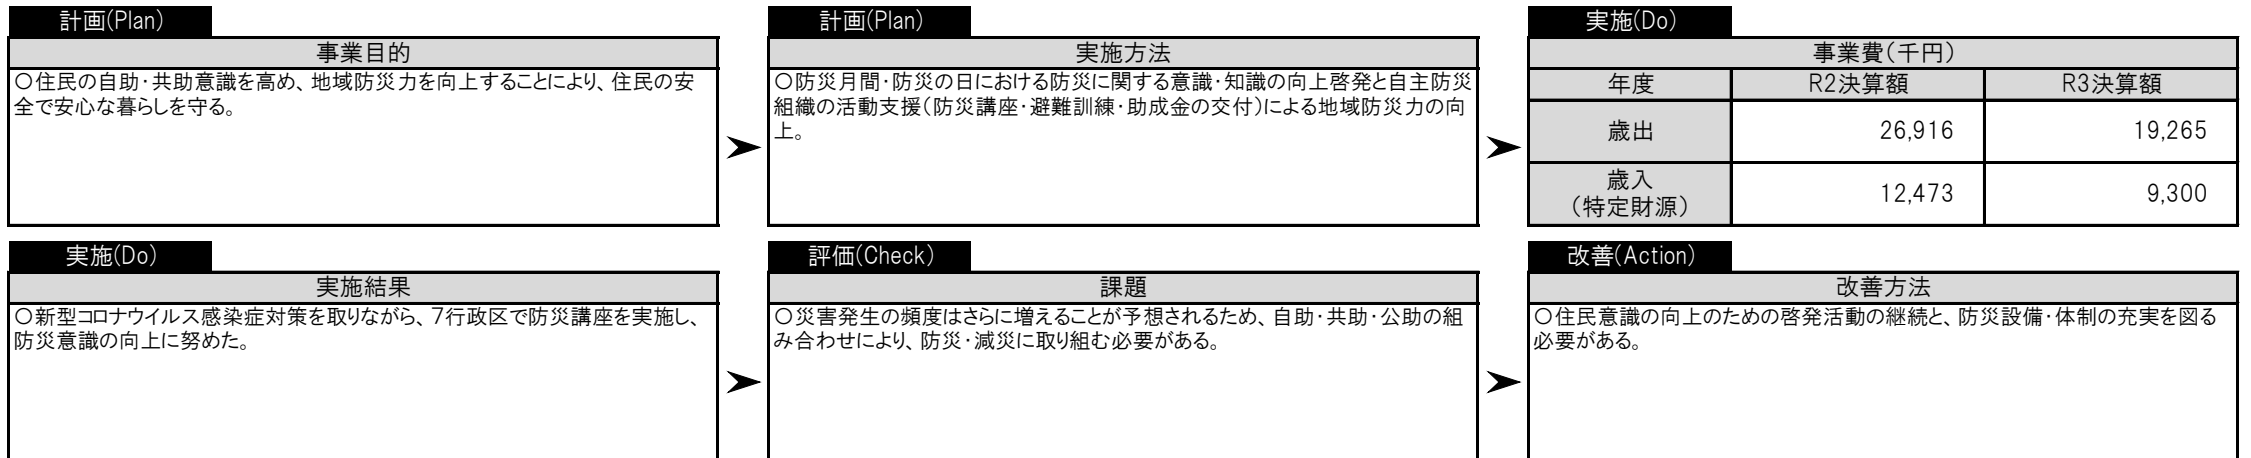 計画(Plan)
事業目的
○住民の自助・共助意識を高め、地域防災力を向上することにより、住民の安
全で安心な暮らしを守る。
計画(Plan)
実施方法
○防災月間・防災の日における防災に関する意識・知識の向上啓発と自主防災
組織の活動支援(防災講座・避難訓練・助成金の交付)による地域防災力の向
上。
実施(Do)
事業費(千円)
年度 R2決算額 R3決算額
歳出 26,916 19,265
歳入
(特定財源) 12,473 9,300
実施(Do)
実施結果
○新型コロナウイルス感染症対策を取りながら、7行政区で防災講座を実施し、
防災意識の向上に努めた。
評価(Check)
課題
○災害発生の頻度はさらに増えることが予想されるため、自助・共助・公助の組
み合わせにより、防災・減災に取り組む必要がある。
改善(Action)
改善方法
○住民意識の向上のための啓発活動の継続と、防災設備・体制の充実を図る
必要がある。